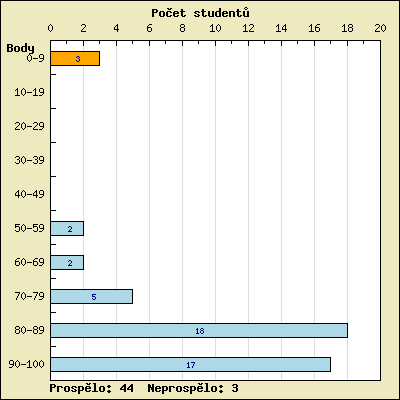 Počet studentů
0 2 4 6 8 10 12 14 16 18 20
Body
0-9 3
10-19
20-29
30-39
40-49
50-59 2
60-69 2
70-79 5
80-89 18
90-100 17
Prospělo: 44 Neprospělo: 3